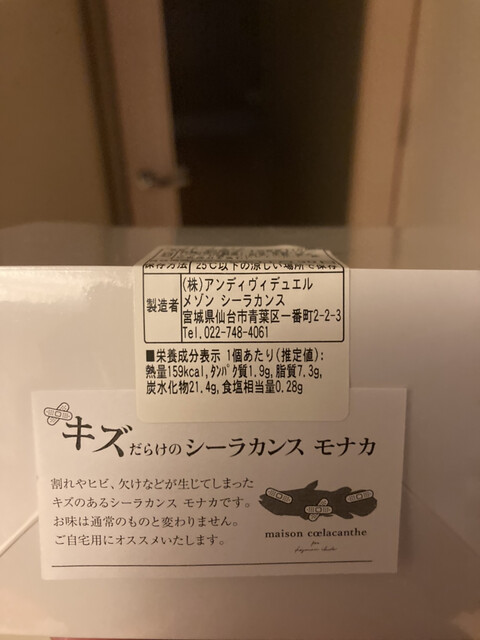 保存方法 25℃以下の涼しい場所で保存
製造者
(株)アンディヴィデュエル
メゾン シーラカンス
宮城県仙台市青葉区一番町2-2-3
Tel.022-748-4061
■栄養成分表示 1個あたり(推定値):
熱量159kcal,ﾀﾝﾊﾟｸ質1.9g,脂質7.3g,
炭水化物21.4g,食塩相当量0.28g
キズだらけのシーラカンス モナカ
割れやヒビ、欠けなどが生じてしまった
キズのあるシーラカンス モナカです。
お味は通常のものと変わりません。
ご自宅用にオススメいたします。
maison cœlacanthe